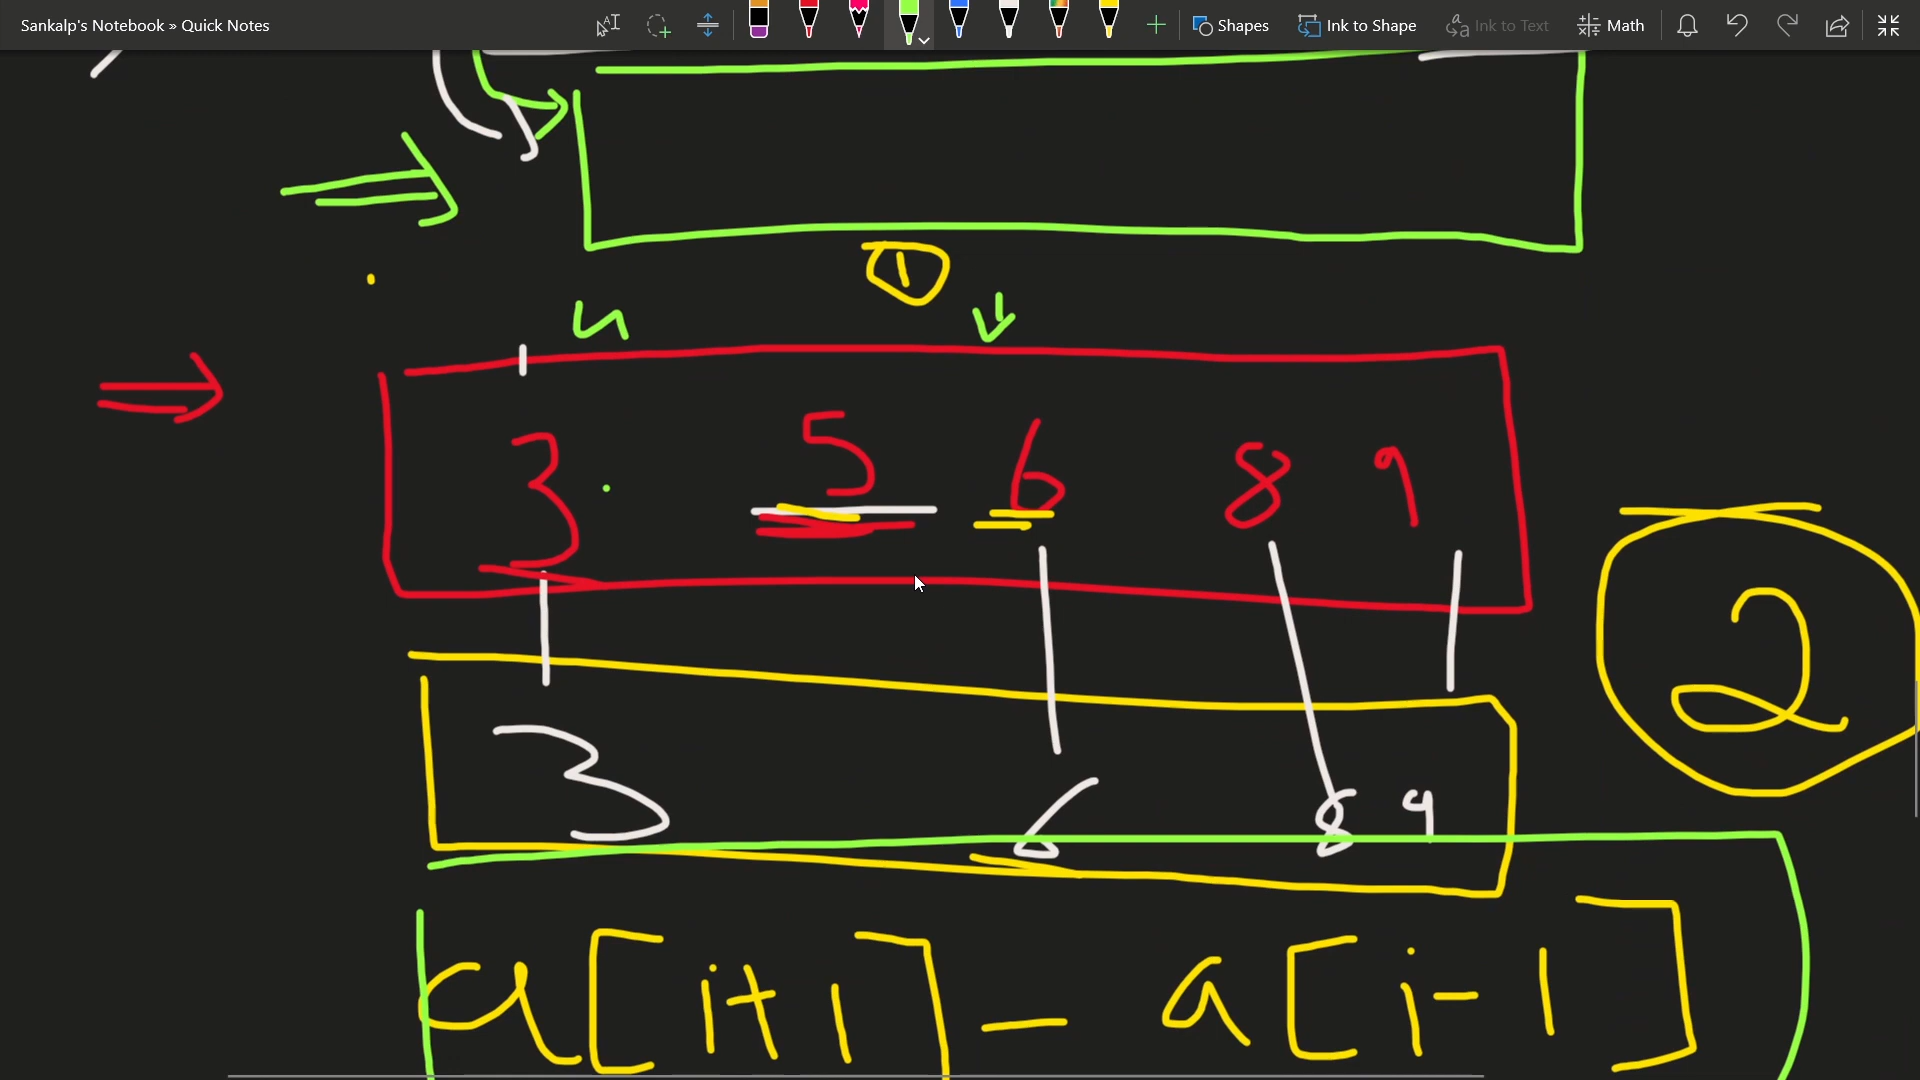 Sankalp's Notebook » Quick Notes
Shapes
Ink to Shape
Ink to Text
Math
1
3 5 6 8 9
2
3 6 8 9
a[i+1] - a[i-1]